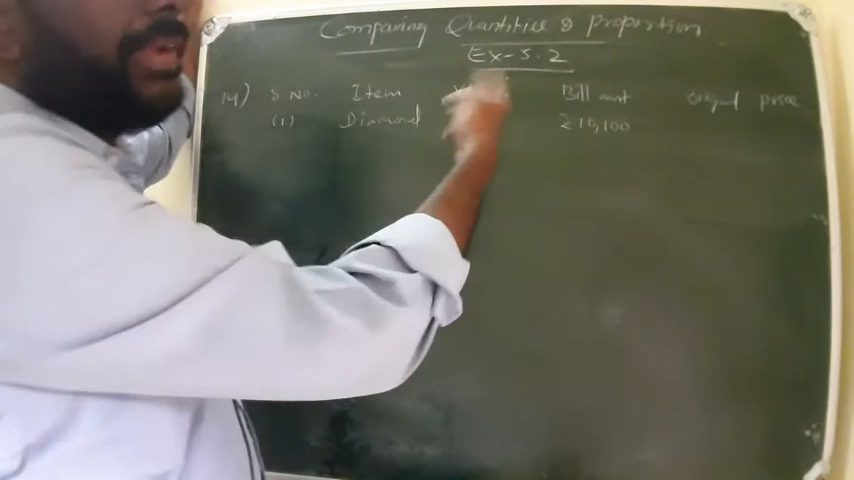 Comparing Quantities & proportion
Ex-5.2
14) S No. Item Bill amt original price
(1) Diamond 210,100